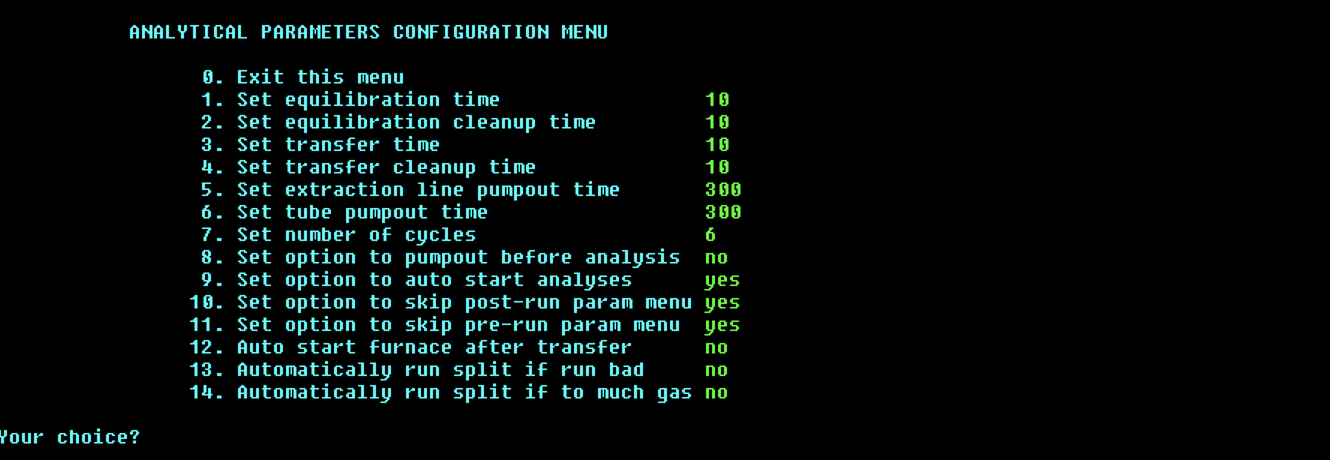 ANALYTICAL PARAMETERS CONFIGURATION MENU
0. Exit this menu
1. Set equilibration time 10
2. Set equilibration cleanup time 10
3. Set transfer time 10
4. Set transfer cleanup time 10
5. Set extraction line pumpout time 300
6. Set tube pumpout time 300
7. Set number of cycles 6
8. Set option to pumpout before analysis no
9. Set option to auto start analyses yes
10. Set option to skip post-run param menu yes
11. Set option to skip pre-run param menu yes
12. Auto start furnace after transfer no
13. Automatically run split if run bad no
14. Automatically run split if to much gas no
Your choice?